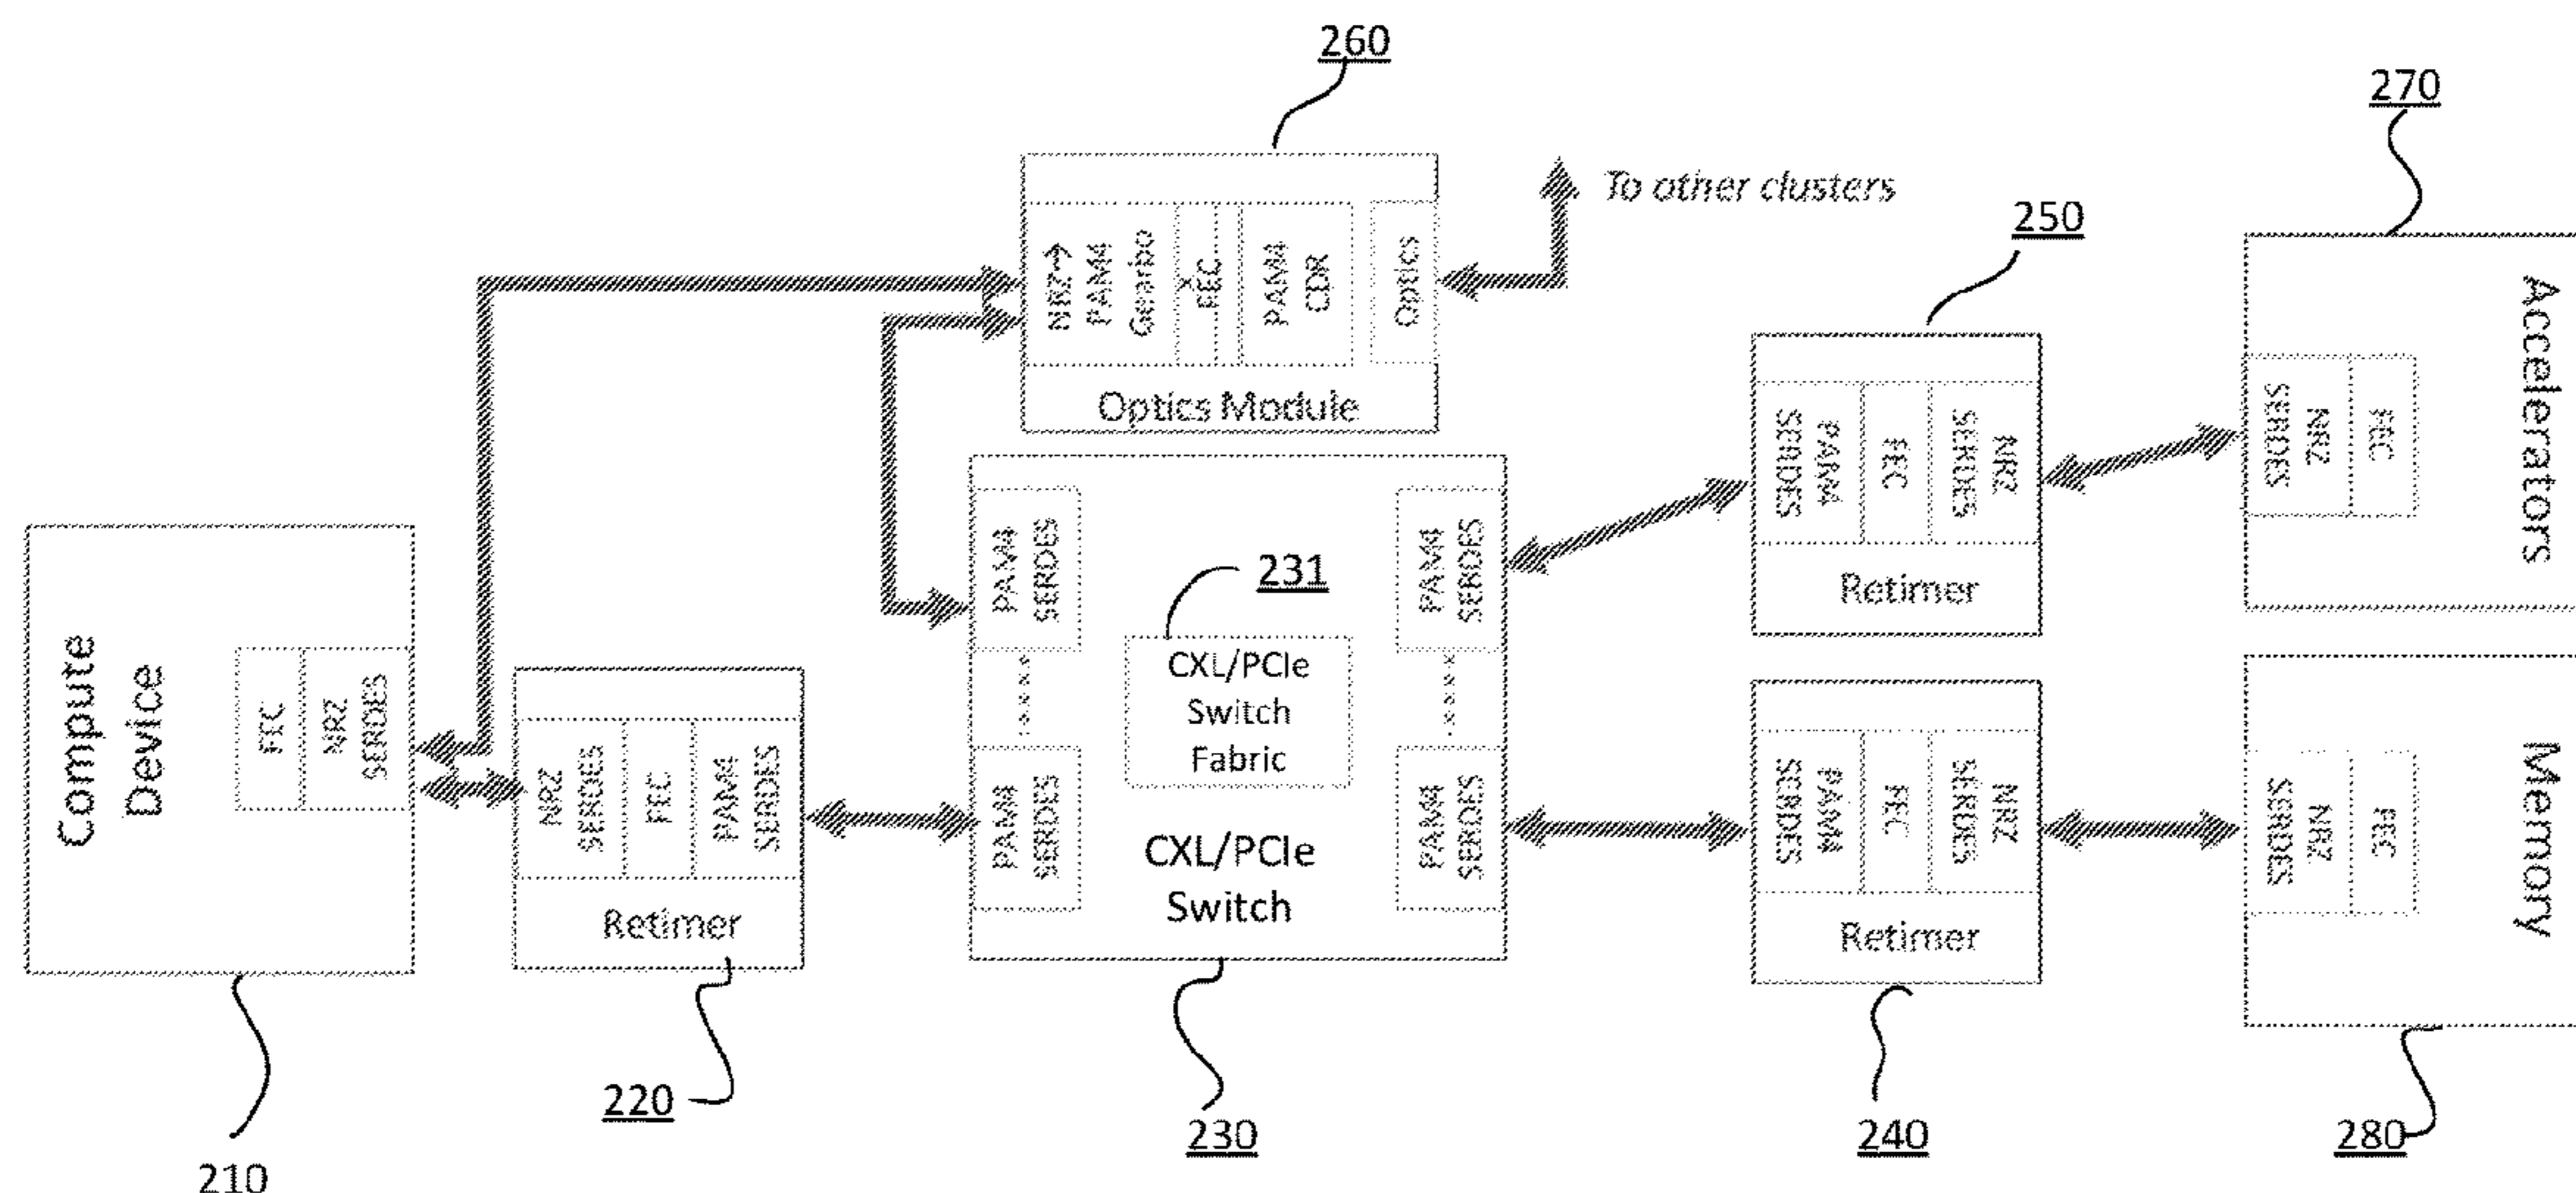 260
270
To other clusters
250
NRZ→
PAM4
Gearbo
x
FEC
PAM4
CDR
Optics
Optics Module
Accelerators
SERDES
NRZ
FEC
SERDES
PAM4
FEC
SERDES
NRZ
Retimer
PAM4
SERDES
PAM4
SERDES
231
CXL/PCIe
Switch
Fabric
Compute
Device
FEC
NRZ
SERDES
NRZ
SERDES
FEC
PAM4
SERDES
Retimer
PAM4
SERDES
PAM4
SERDES
CXL/PCIe
Switch
SERDES
PAM4
FEC
SERDES
NRZ
Retimer
Memory
SERDES
NRZ
FEC
220
230
240
280
210